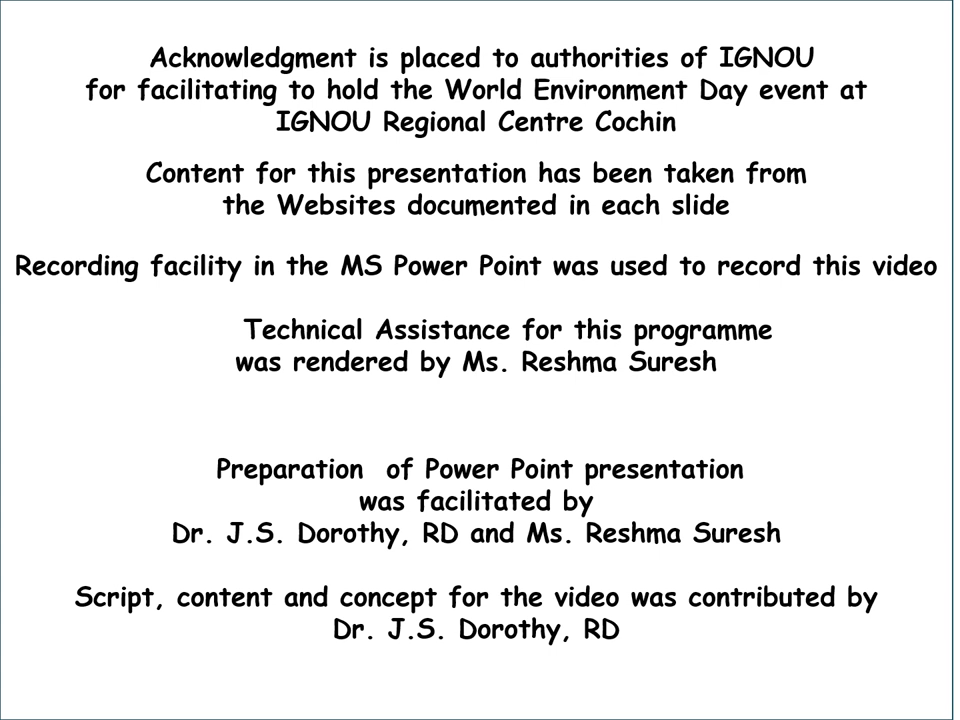 Acknowledgment is placed to authorities of IGNOU
for facilitating to hold the World Environment Day event at
IGNOU Regional Centre Cochin
Content for this presentation has been taken from
the Websites documented in each slide
Recording facility in the MS Power Point was used to record this video
Technical Assistance for this programme
was rendered by Ms. Reshma Suresh
Preparation of Power Point presentation
was facilitated by
Dr. J.S. Dorothy, RD and Ms. Reshma Suresh
Script, content and concept for the video was contributed by
Dr. J.S. Dorothy, RD